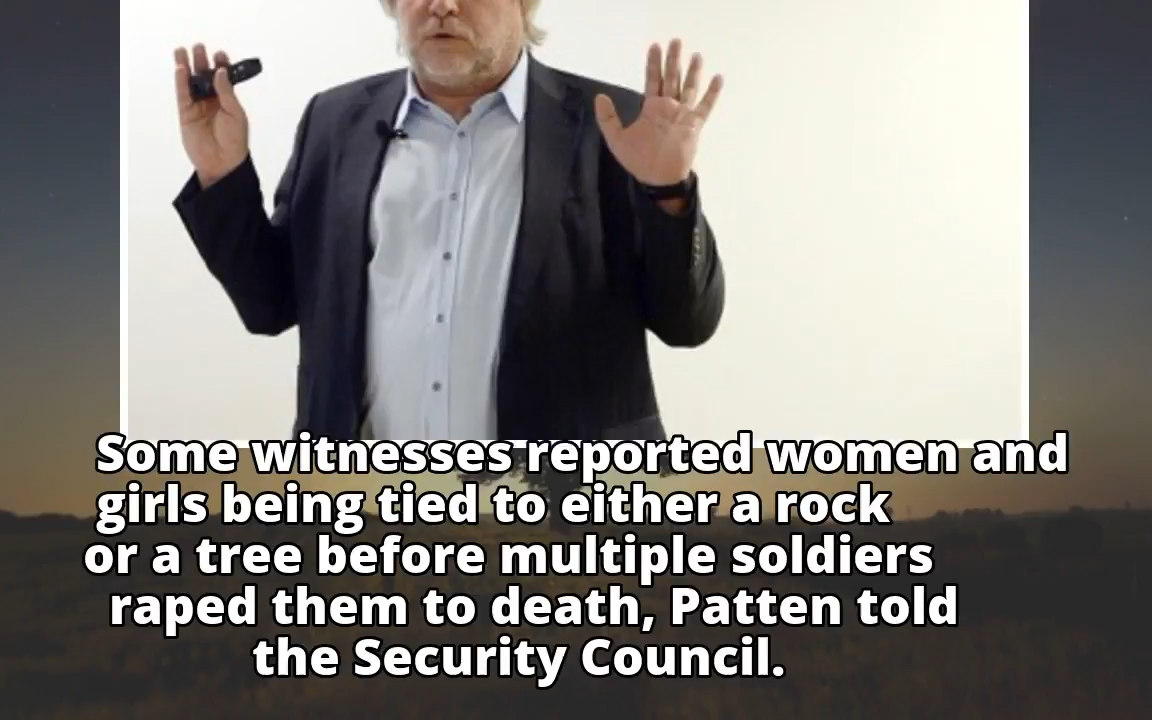 Some witnesses reported women and
girls being tied to either a rock
or a tree before multiple soldiers
raped them to death, Patten told
the Security Council.